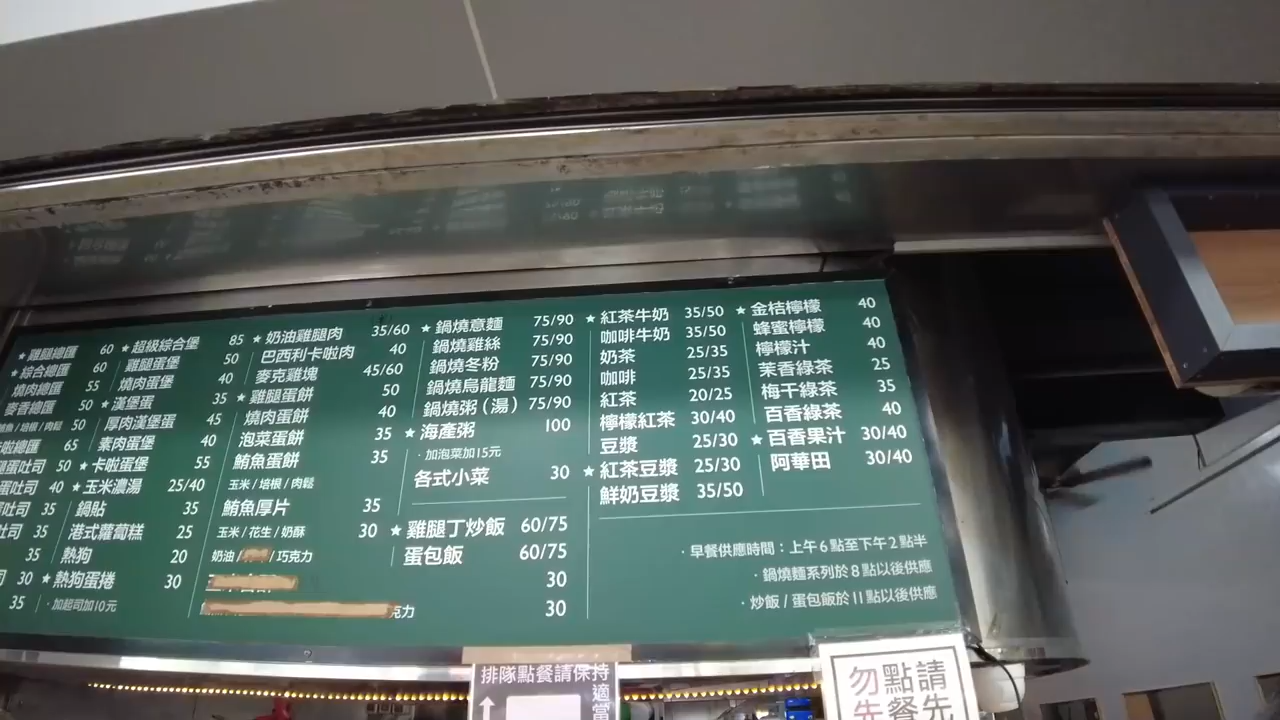 ★雞腿總匯 60
★綜合總匯 60
燒肉總匯 55
麥香總匯 50
鮪魚/培根/肉鬆 50
啦總匯 65
蛋吐司 50
蛋吐司 40
吐司 35
吐司 35
35
30
35
★超級綜合堡 85
雞腿蛋堡 50
燒肉蛋堡 40
★漢堡蛋 35
厚肉漢堡蛋 45
素肉蛋堡 40
★卡啦蛋堡 55
★玉米濃湯 25/40
鍋貼 35
港式蘿蔔糕 25
熱狗 20
★熱狗蛋捲 30
·加起司加10元
★奶油雞腿肉 35/60
巴西利卡啦肉 40
麥克雞塊 45/60
★雞腿蛋餅 50
燒肉蛋餅 40
泡菜蛋餅 35
鮪魚蛋餅 35
玉米/培根/肉鬆
鮪魚厚片 35
玉米/花生/奶酥 30
奶油/ /巧克力
30
克力 30
★鍋燒意麵 75/90
鍋燒雞絲 75/90
鍋燒冬粉 75/90
鍋燒烏龍麵 75/90
鍋燒粥(湯) 75/90
★海產粥 100
·加泡菜加15元
各式小菜 30
★雞腿丁炒飯 60/75
蛋包飯 60/75
★紅茶牛奶 35/50
咖啡牛奶 35/50
奶茶 25/35
咖啡 25/35
紅茶 20/25
檸檬紅茶 30/40
豆漿 25/30
★紅茶豆漿 25/30
鮮奶豆漿 35/50
★金桔檸檬 40
蜂蜜檸檬 40
檸檬汁 40
茉香綠茶 25
梅干綠茶 35
百香綠茶 40
★百香果汁 30/40
阿華田 30/40
·早餐供應時間：上午6點至下午2點半
·鍋燒麵系列於8點以後供應
·炒飯/蛋包飯於11點以後供應
排隊點餐請保持
適當
請先
點餐
勿先